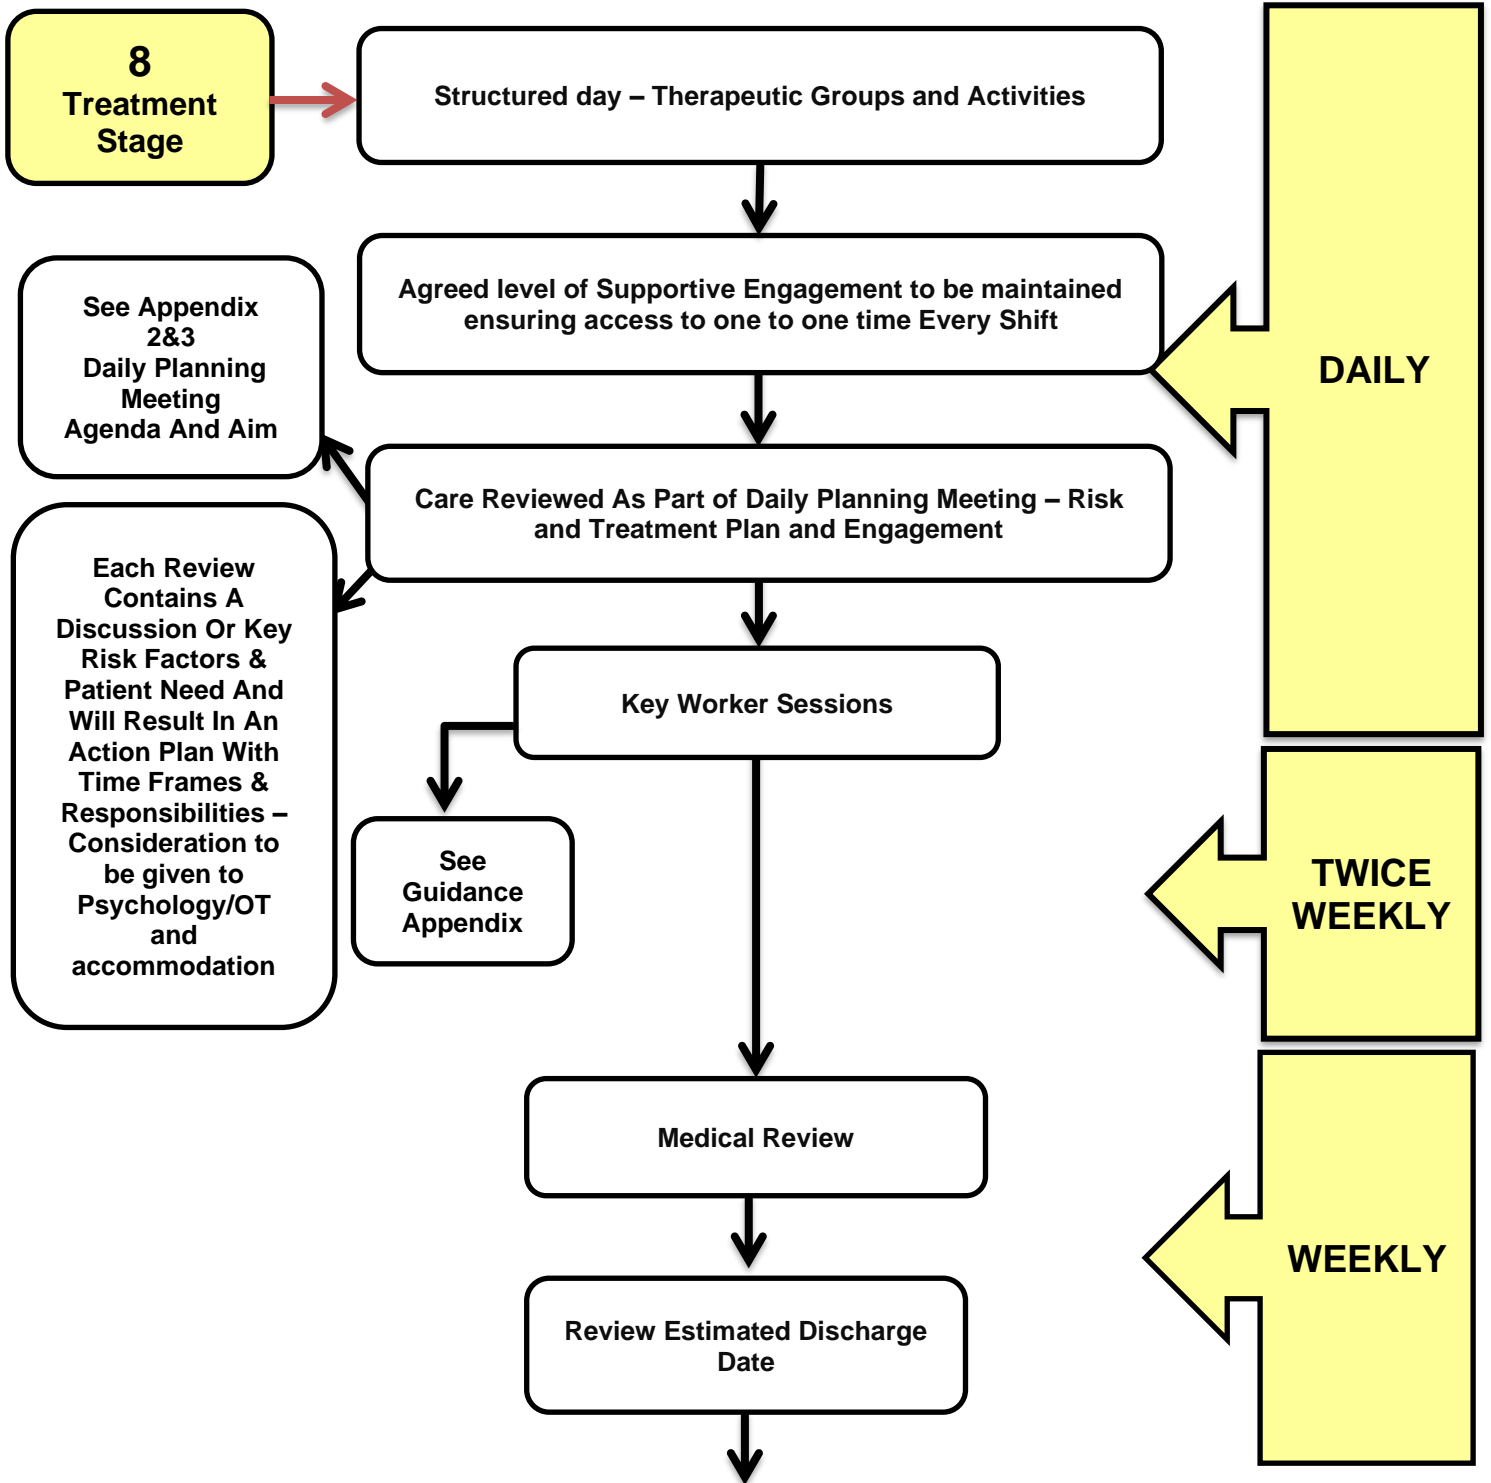 8
Treatment
Stage
Structured day – Therapeutic Groups and Activities
Agreed level of Supportive Engagement to be maintained
ensuring access to one to one time Every Shift
DAILY
See Appendix
2&3
Daily Planning
Meeting
Agenda And Aim
Care Reviewed As Part of Daily Planning Meeting – Risk
and Treatment Plan and Engagement
Each Review
Contains A
Discussion Or Key
Risk Factors &
Patient Need And
Will Result In An
Action Plan With
Time Frames &
Responsibilities –
Consideration to
be given to
Psychology/OT
and
accommodation
Key Worker Sessions
See
Guidance
Appendix
TWICE
WEEKLY
Medical Review
WEEKLY
Review Estimated Discharge
Date